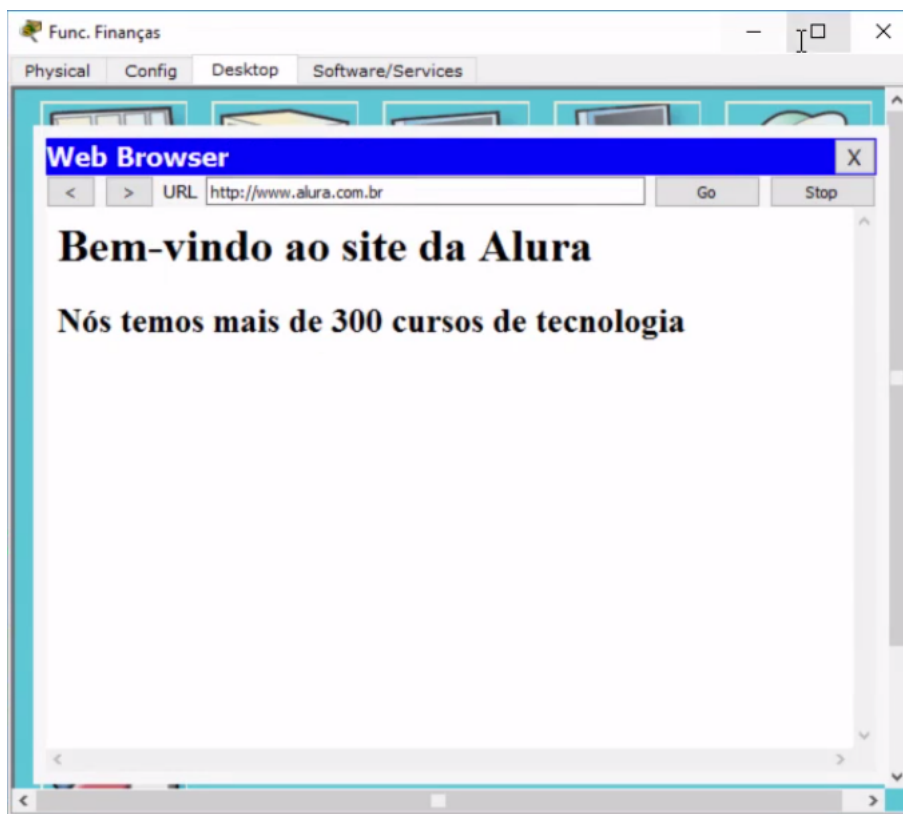 Func. Finanças
Physical Config Desktop Software/Services
Web Browser X
< > URL http://www.alura.com.br Go Stop
Bem-vindo ao site da Alura
Nós temos mais de 300 cursos de tecnologia